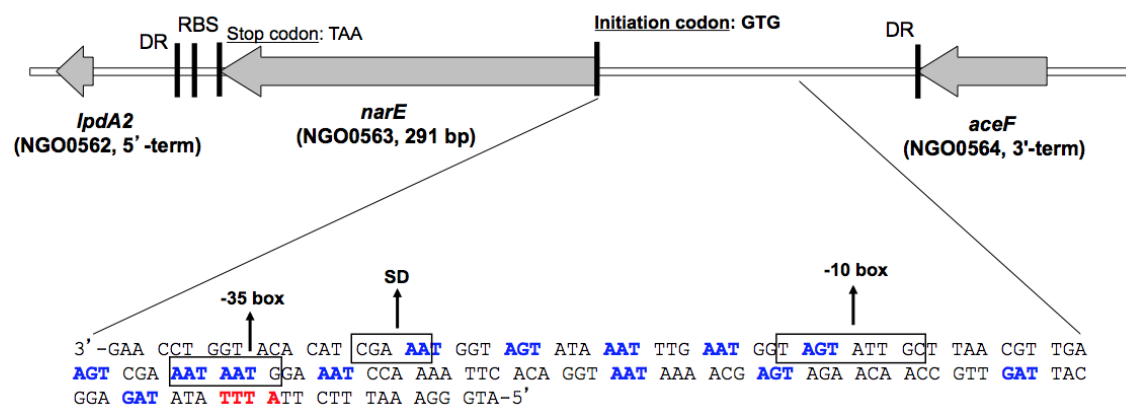 RBS
DR
Stop codon: TAA
Initiation codon: GTG
DR
lpdA2
(NGO0562, 5'-term)
narE
(NGO0563, 291 bp)
aceF
(NGO0564, 3'-term)
-35 box
SD
-10 box
3'-GAA CCT GGT ACA CAT CGA AAT GGT AGT ATA AAT TTG AAT GGT AGT ATT GCT TAA CGT TGA
AGT CGA AAT AAT GGA AAT CCA AAA TTC ACA GGT AAT AAA ACG AGT AGA ACA ACC GTT GAT TAC
GGA GAT ATA TTT ATT CTT TAA AGG GTA-5'